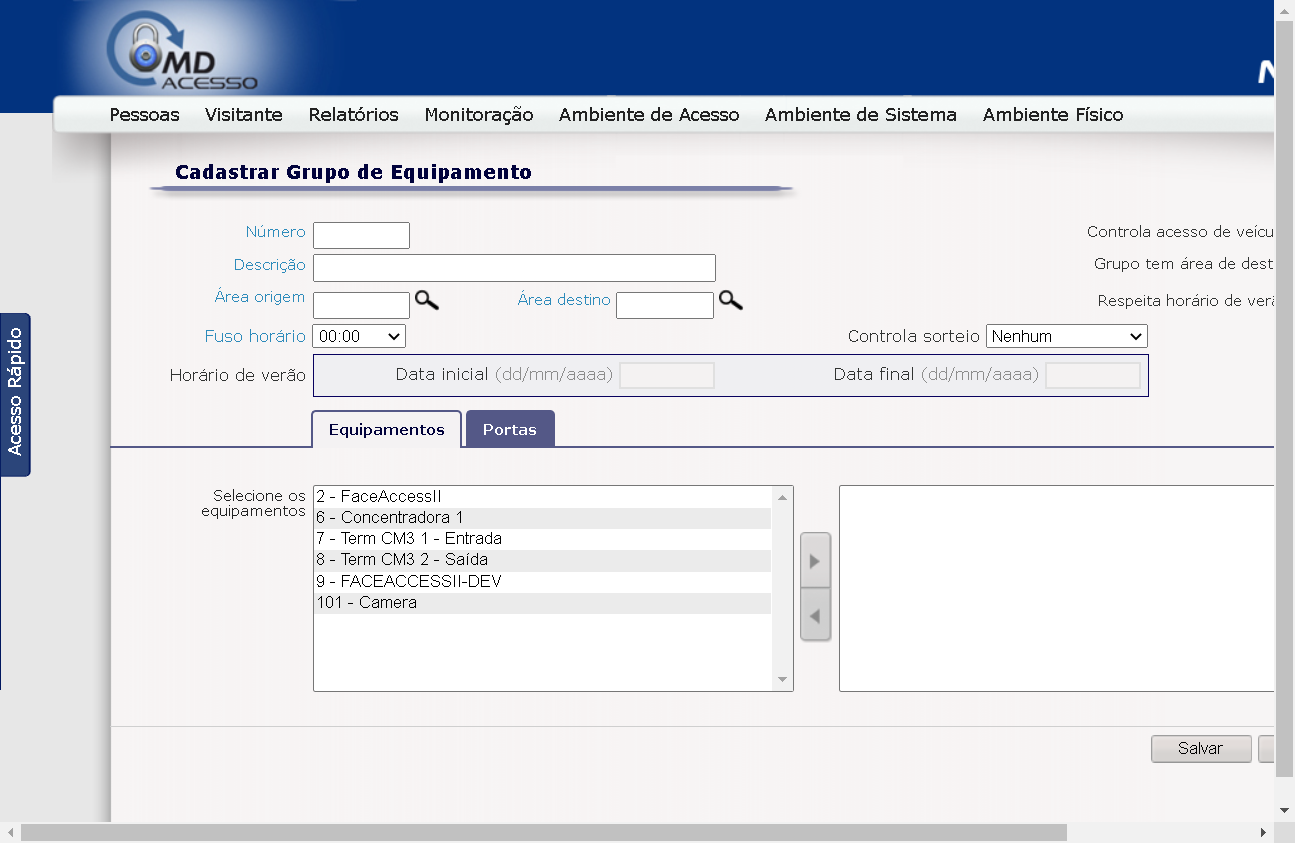 MD
ACESSO
Pessoas Visitante Relatórios Monitoração Ambiente de Acesso Ambiente de Sistema Ambiente Físico
Cadastrar Grupo de Equipamento
Número
Controla acesso de veícu
Descrição
Grupo tem área de dest
Área origem Área destino
Respeita horário de verã
Fuso horário 00:00 Controla sorteio Nenhum
Horário de verão Data inicial (dd/mm/aaaa) Data final (dd/mm/aaaa)
Acesso Rápido
Equipamentos Portas
Selecione os
equipamentos
2 - FaceAccessII
6 - Concentradora 1
7 - Term CM3 1 - Entrada
8 - Term CM3 2 - Saída
9 - FACEACCESSII-DEV
101 - Camera
Salvar